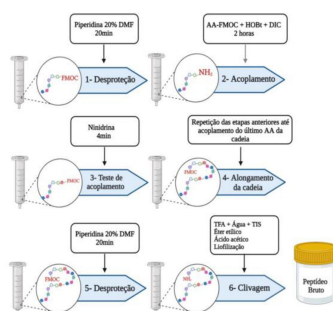 Piperidina 20% DMF
20min
FMOC
1- Desproteção
AA-FMOC + HOBt + DIC
2 horas
NH₂
2- Acoplamento
Ninidrina
4min
FMOC
3- Teste de
acoplamento
Repetição das etapas anteriores até
acoplamento do último AA da
cadeia
FMOC
4- Alongamento
da cadeia
Piperidina 20% DMF
20min
FMOC
5- Desproteção
TFA + Água + TIS
Éter etílico
Ácido acético
Liofilização
NH₂
6- Clivagem
Peptídeo
Bruto